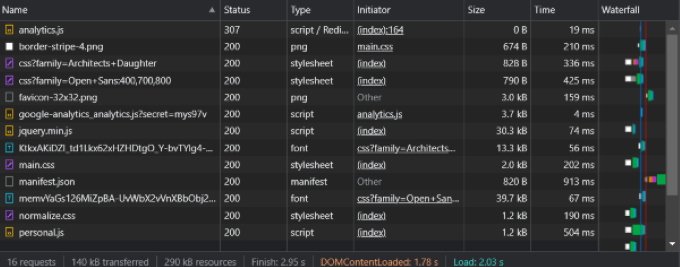 Name Status Type Initiator Size Time Waterfall
analytics.js 307 script / Redi... (index):164 0 B 19 ms
border-stripe-4.png 200 png main.css 674 B 210 ms
css?family=Architects+Daughter 200 stylesheet (index) 828 B 336 ms
css?family=Open+Sans:400,700,800 200 stylesheet (index) 790 B 425 ms
favicon-32x32.png 200 png Other 3.0 kB 159 ms
google-analytics_analytics.js?secret=mys97v 200 script analytics.js 3.7 kB 4 ms
jquery.min.js 200 script (index) 30.3 kB 74 ms
KtkxAKiDZI_td1Lkx62xHZHDtgO_Y-bvTYlg4-... 200 font css?family=Architects... 13.3 kB 56 ms
main.css 200 stylesheet (index) 2.0 kB 202 ms
manifest.json 200 manifest Other 820 B 913 ms
memvYaGs126MiZpBA-UvWbX2vVnXBbObj2... 200 font css?family=Open+San... 39.7 kB 67 ms
normalize.css 200 stylesheet (index) 1.2 kB 190 ms
personal.js 200 script (index) 1.2 kB 504 ms
16 requests 140 kB transferred 290 kB resources Finish: 2.95 s DOMContentLoaded: 1.78 s Load: 2.03 s